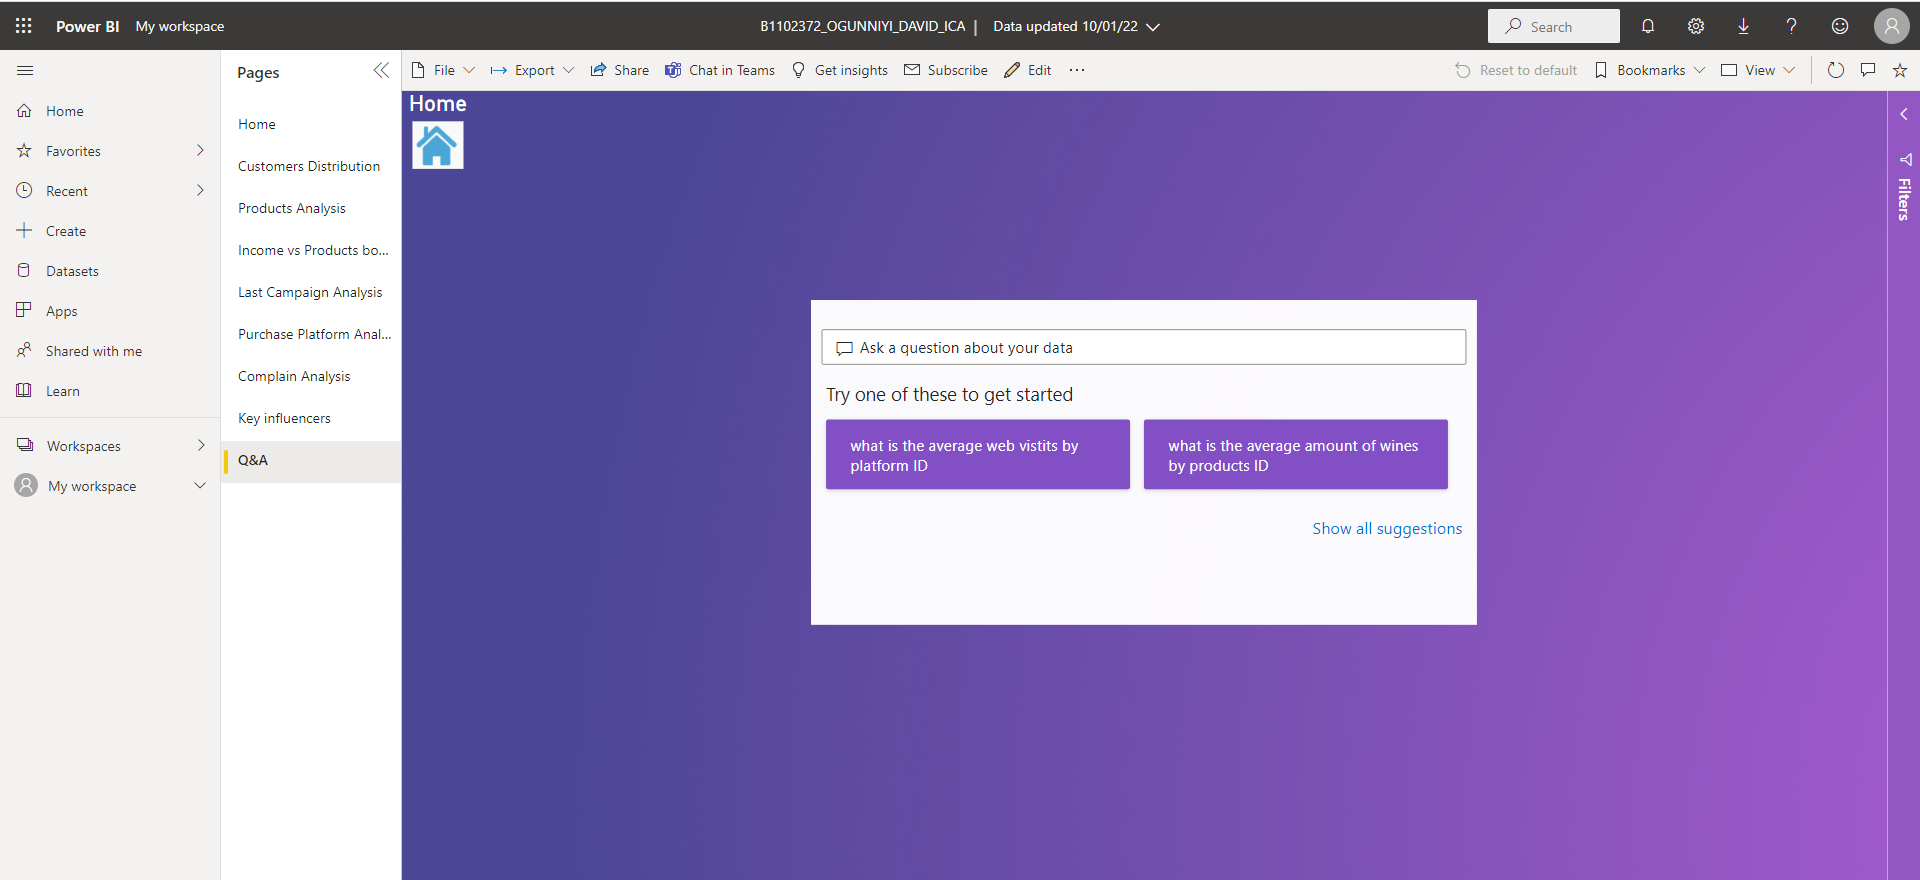 Power BI My workspace
B1102372_OGUNNIYI_DAVID_ICA | Data updated 10/01/22
Search
Home
Favorites
Recent
Create
Datasets
Apps
Shared with me
Learn
Workspaces
My workspace
Pages
Home
Customers Distribution
Products Analysis
Income vs Products bo...
Last Campaign Analysis
Purchase Platform Anal...
Complain Analysis
Key influencers
Q&A
File Export Share Chat in Teams Get insights Subscribe Edit ...
Reset to default Bookmarks View
Home
Ask a question about your data
Try one of these to get started
what is the average web vistits by
platform ID
what is the average amount of wines
by products ID
Show all suggestions
Filters